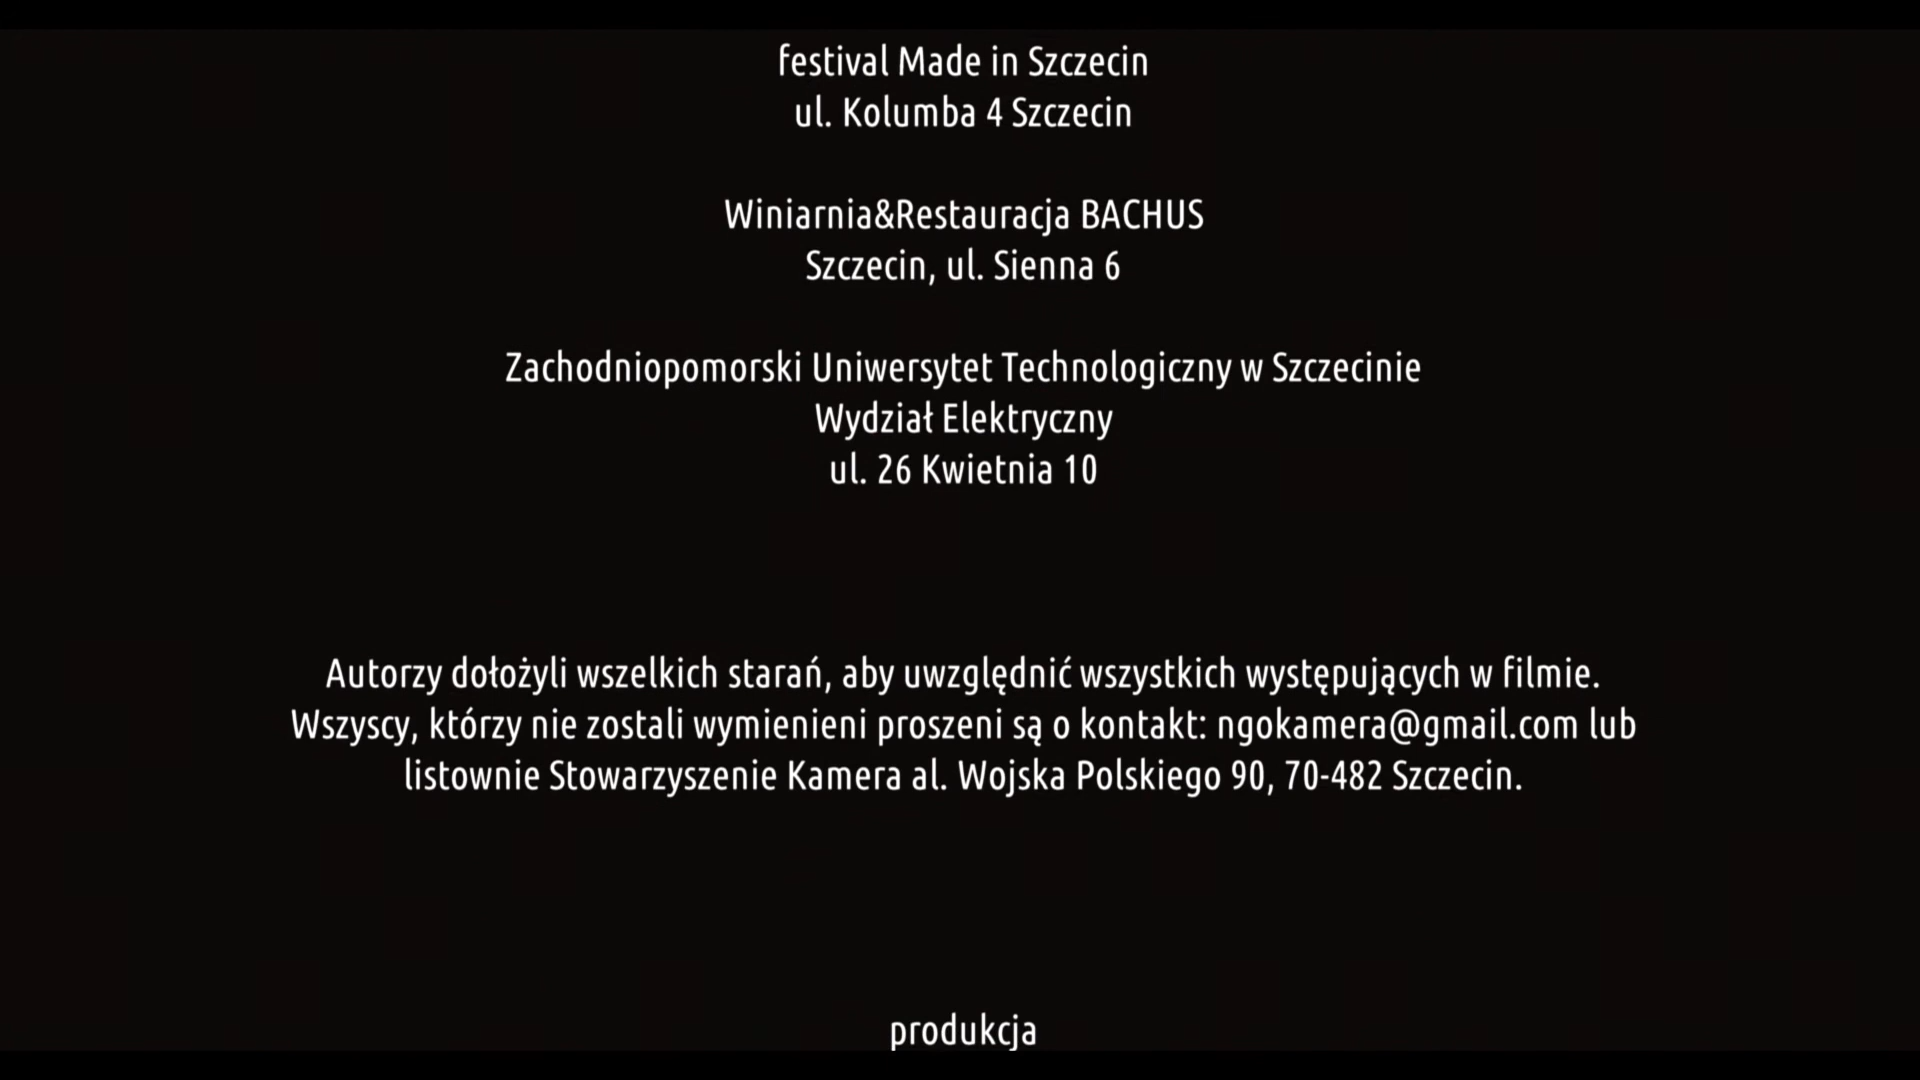 festival Made in Szczecin
ul. Kolumba 4 Szczecin
Winiarnia&Restauracja BACHUS
Szczecin, ul. Sienna 6
Zachodniopomorski Uniwersytet Technologiczny w Szczecinie
Wydział Elektryczny
ul. 26 Kwietnia 10
Autorzy dołożyli wszelkich starań, aby uwzględnić wszystkich występujących w filmie.
Wszyscy, którzy nie zostali wymienieni proszeni są o kontakt: ngokamera@gmail.com lub
listownie Stowarzyszenie Kamera al. Wojska Polskiego 90, 70-482 Szczecin.
produkcja